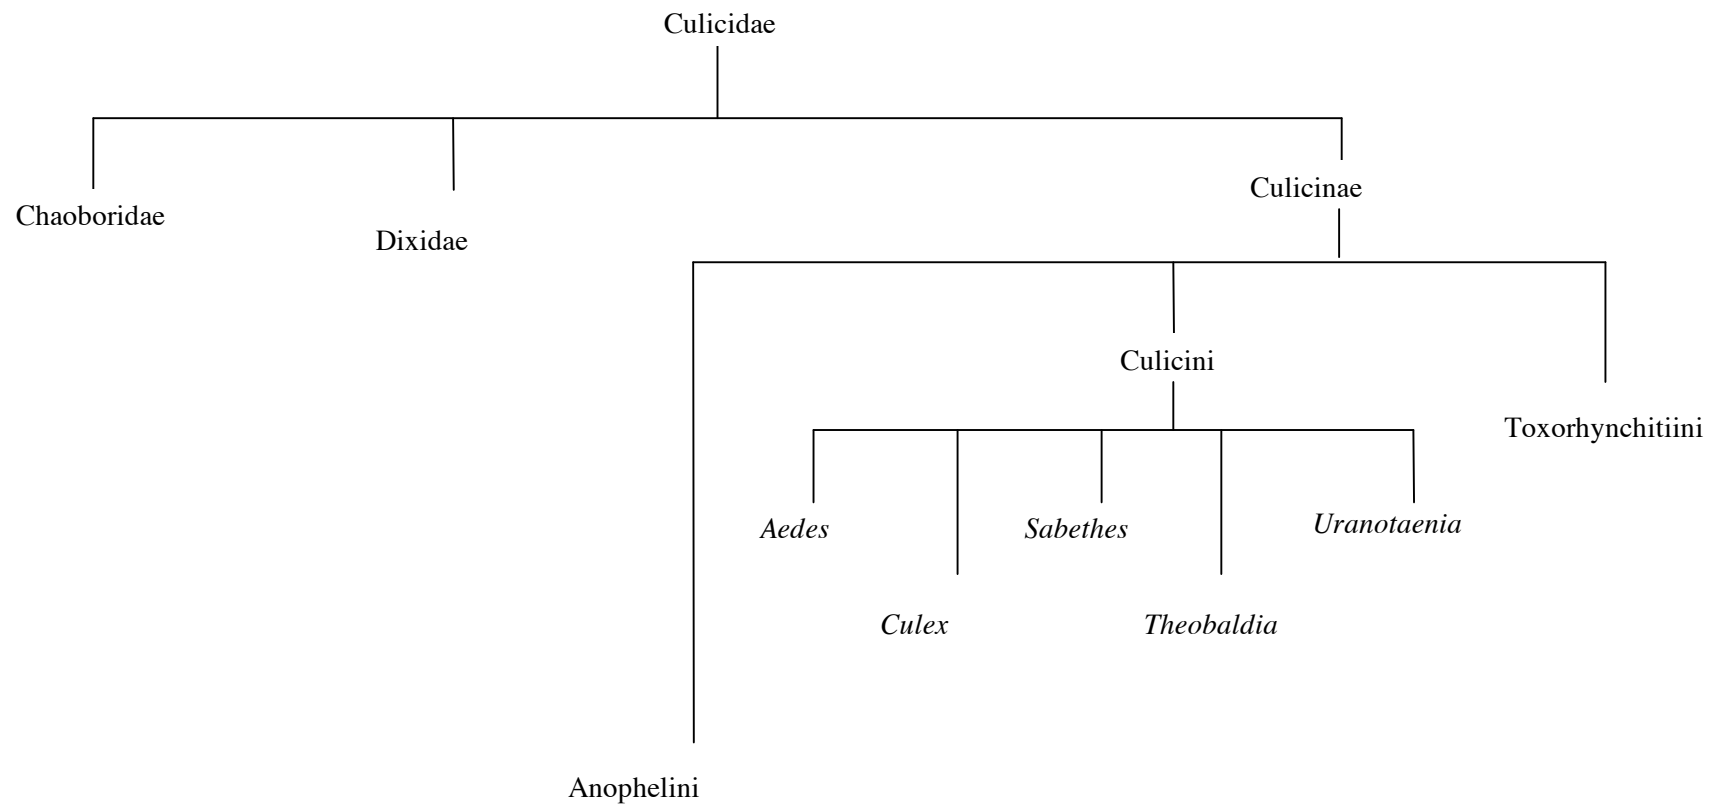 Culicidae
Culicinae
Chaoboridae
Dixidae
Culicini
Toxorhynchitiini
Aedes
Sabethes
Uranotaenia
Culex
Theobaldia
Anophelini